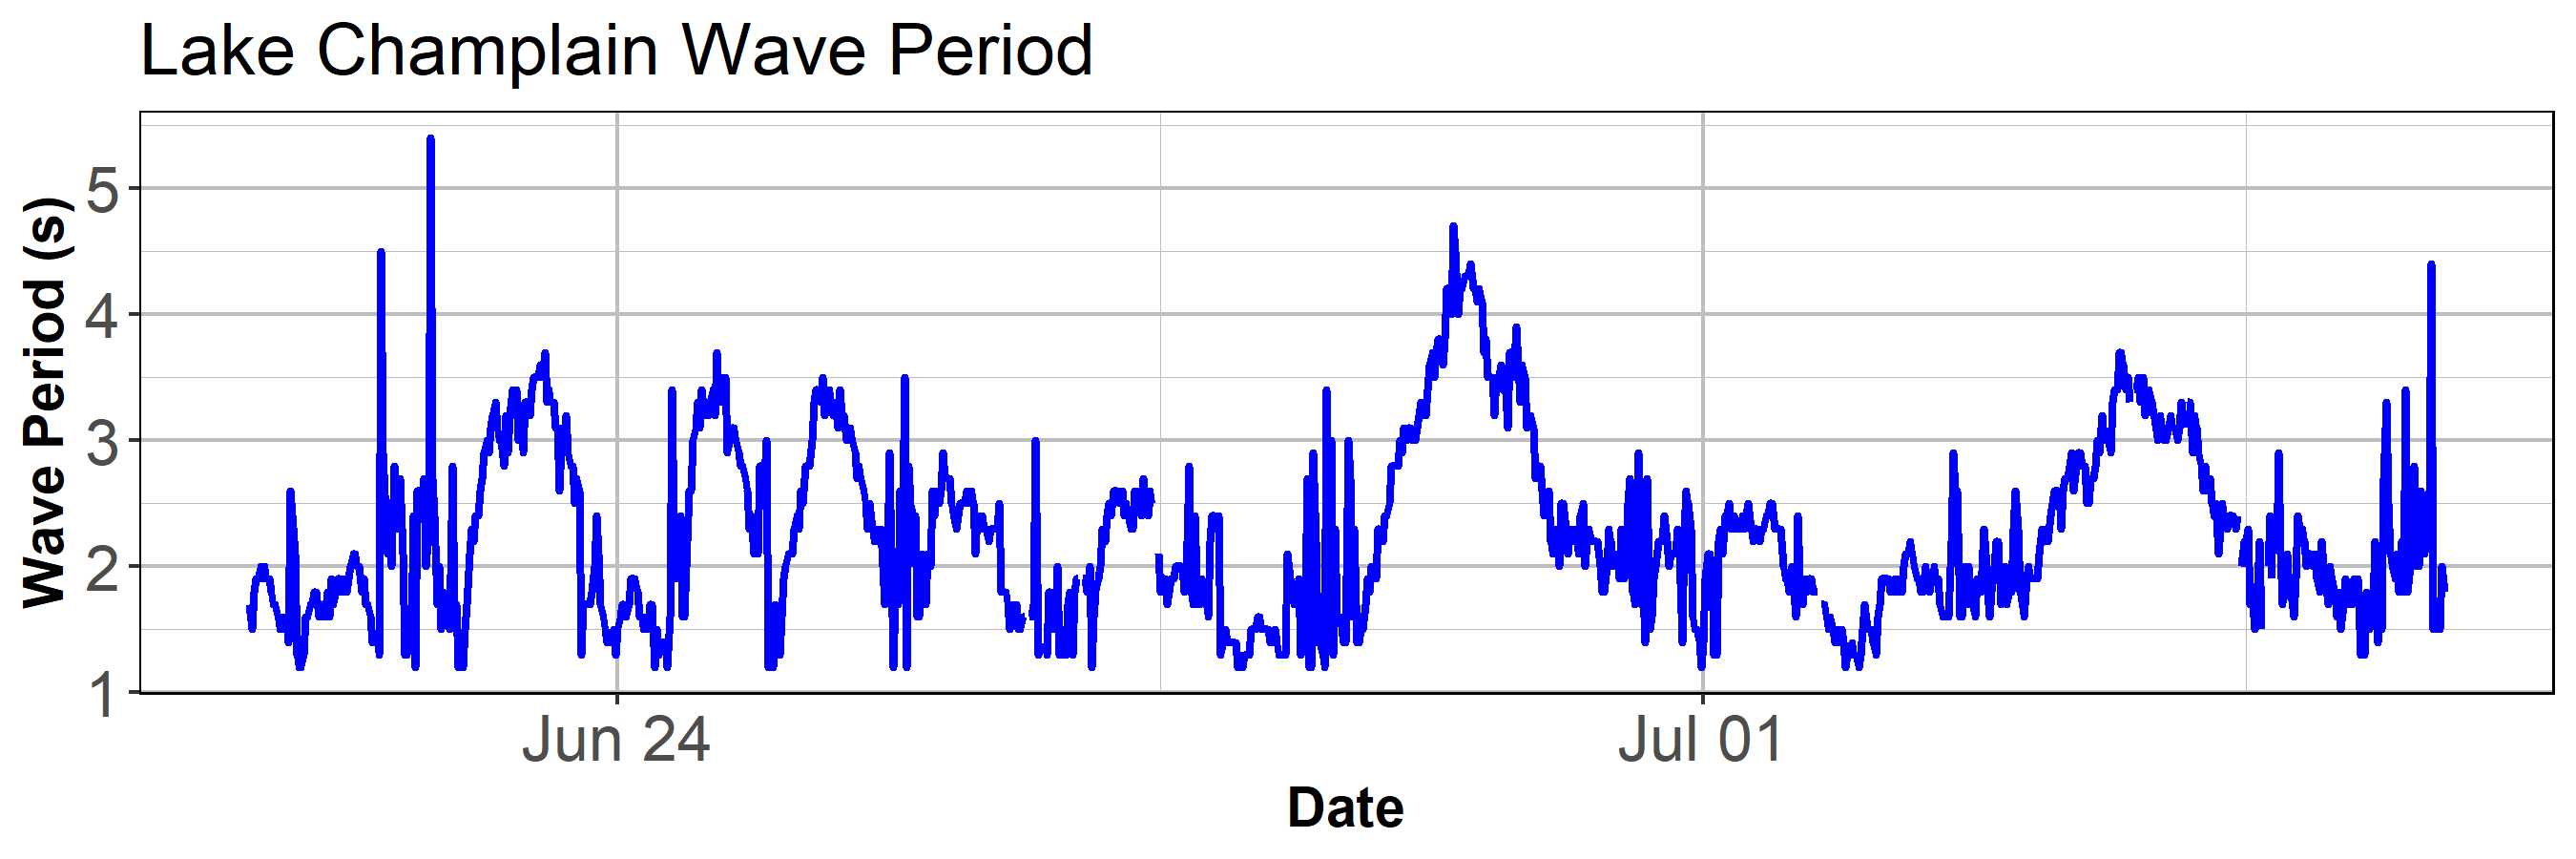 Lake Champlain Wave Period
Wave Period (s)
5
4
3
2
1
Jun 24
Jul 01
Date